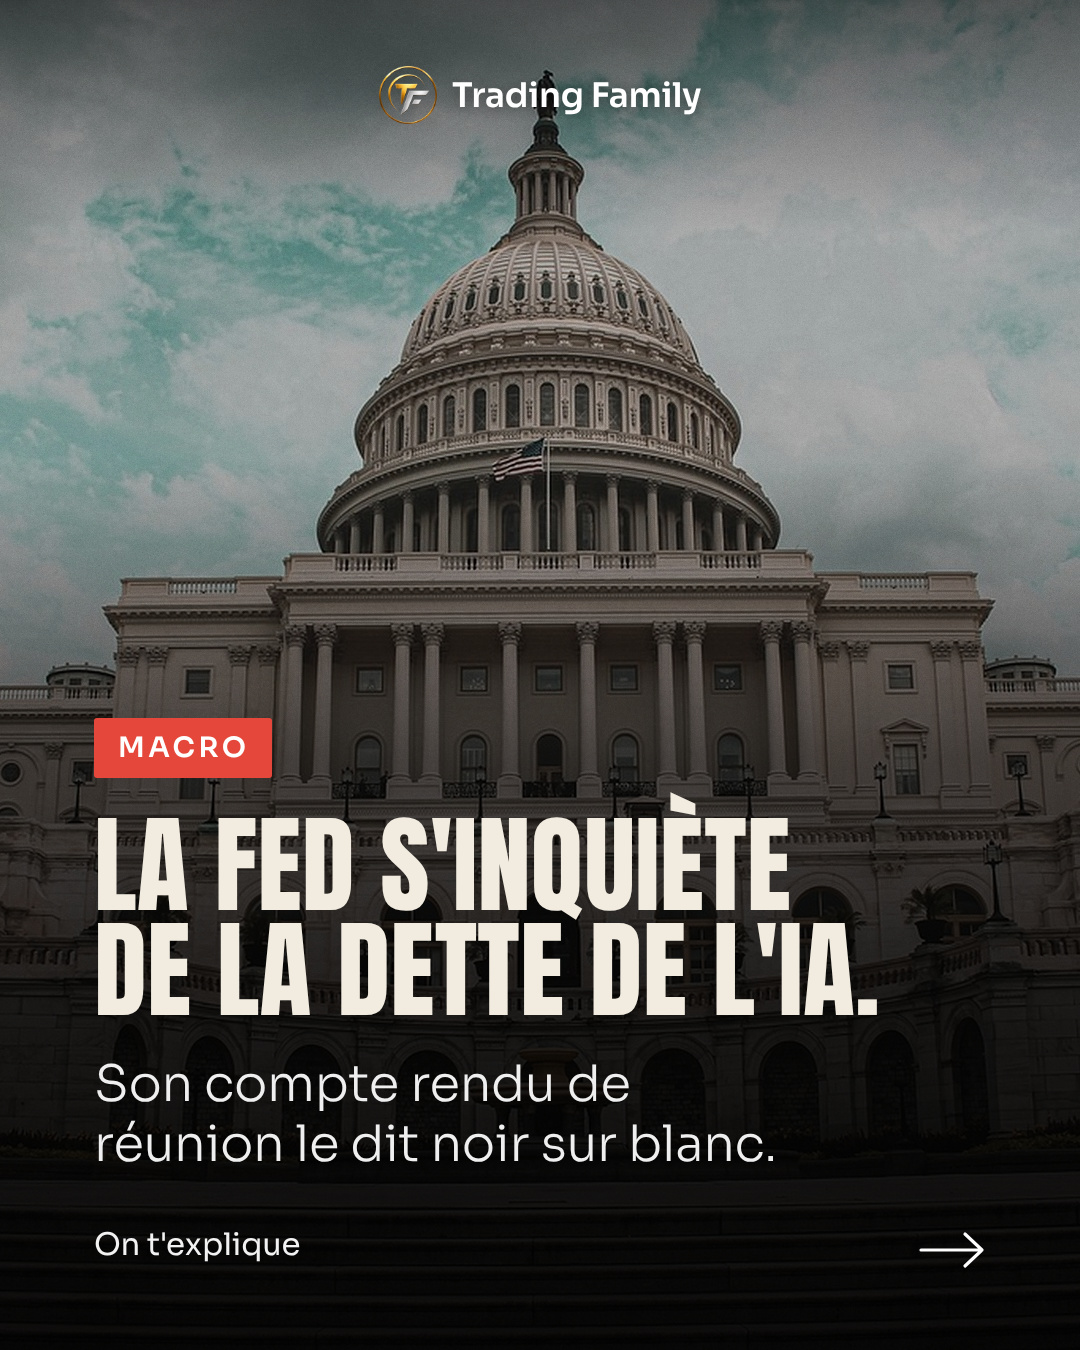 TF Trading Family
MACRO
LA FED S'INQUIÈTE
DE LA DETTE DE L'IA.
Son compte rendu de
réunion le dit noir sur blanc.
On t'explique